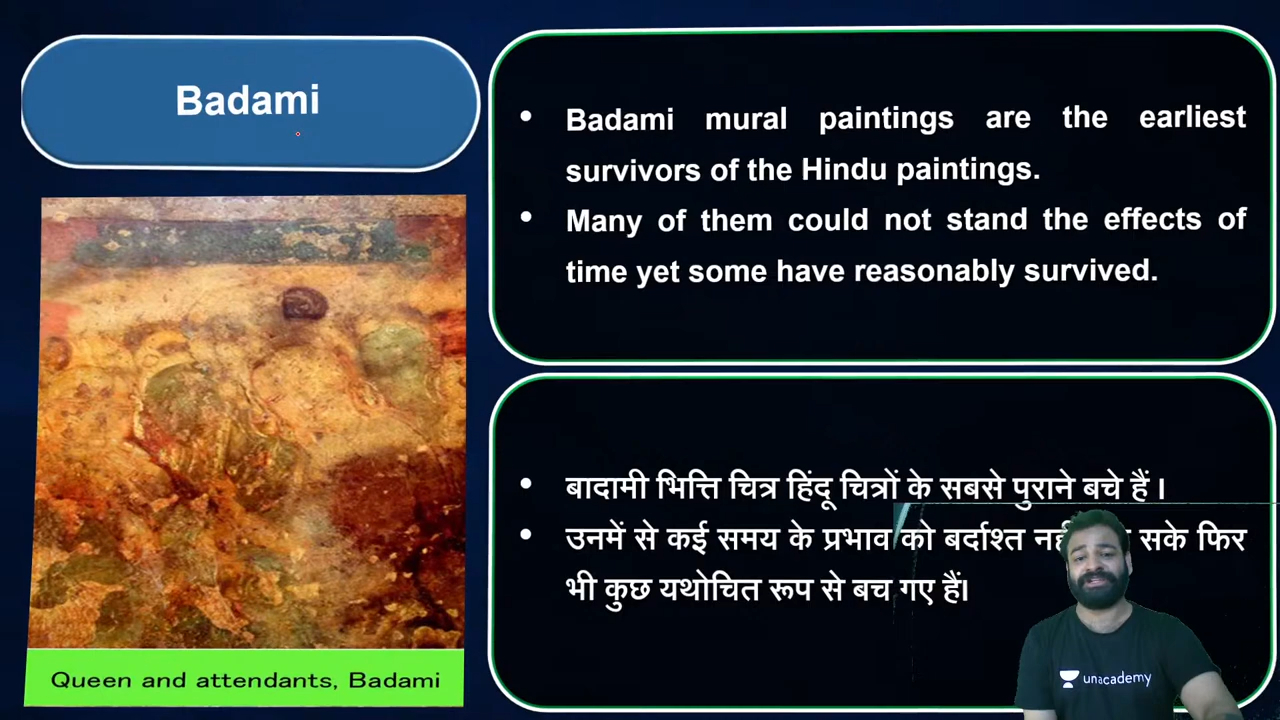 Badami
• Badami mural paintings are the earliest
survivors of the Hindu paintings.
• Many of them could not stand the effects of
time yet some have reasonably survived.
• बादामी भित्ति चित्र हिंदू चित्रों के सबसे पुराने बचे हैं ।
• उनमें से कई समय के प्रभाव को बर्दाश्त सके फिर
भी कुछ यथोचित रूप से बच गए हैं।
Queen and attendants, Badami
unacademy